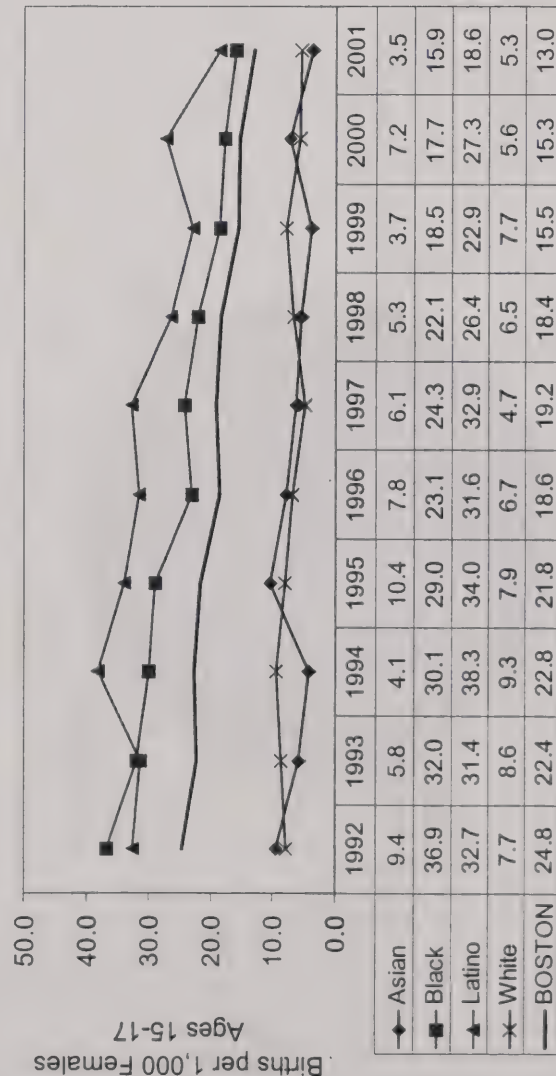 Births per 1,000 Females
Ages 15-17
50.0
40.0
30.0
20.0
10.0
0.0
1992 1993 1994 1995 1996 1997 1998 1999 2000 2001
Asian 9.4 5.8 4.1 10.4 7.8 6.1 5.3 3.7 7.2 3.5
Black 36.9 32.0 30.1 29.0 23.1 24.3 22.1 18.5 17.7 15.9
Latino 32.7 31.4 38.3 34.0 31.6 32.9 26.4 22.9 27.3 18.6
White 7.7 8.6 9.3 7.9 6.7 4.7 6.5 7.7 5.6 5.3
BOSTON 24.8 22.4 22.8 21.8 18.6 19.2 18.4 15.5 15.3 13.0